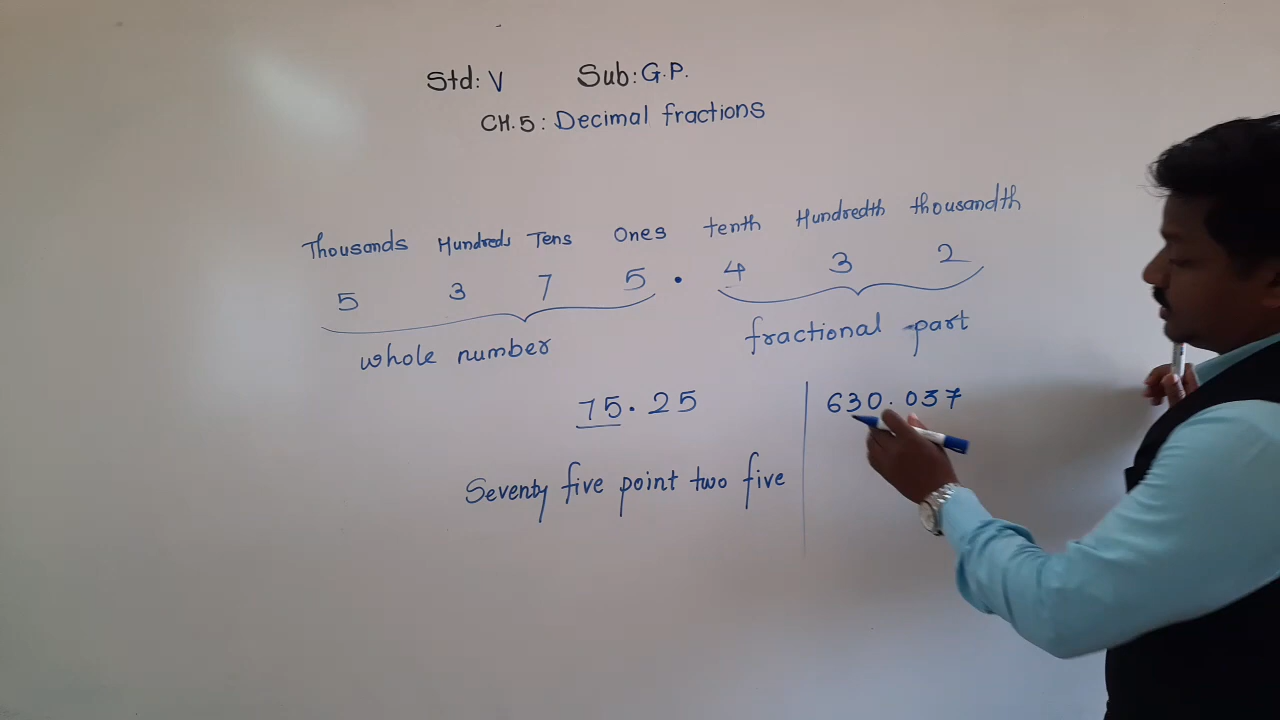 Std: V Sub: G.P.
CH.5: Decimal fractions
Thousands Hundreds Tens Ones tenth Hundredth thousandth
5 3 7 5 . 4 3 2
whole number fractional part
75.25 630.037
Seventy five point two five